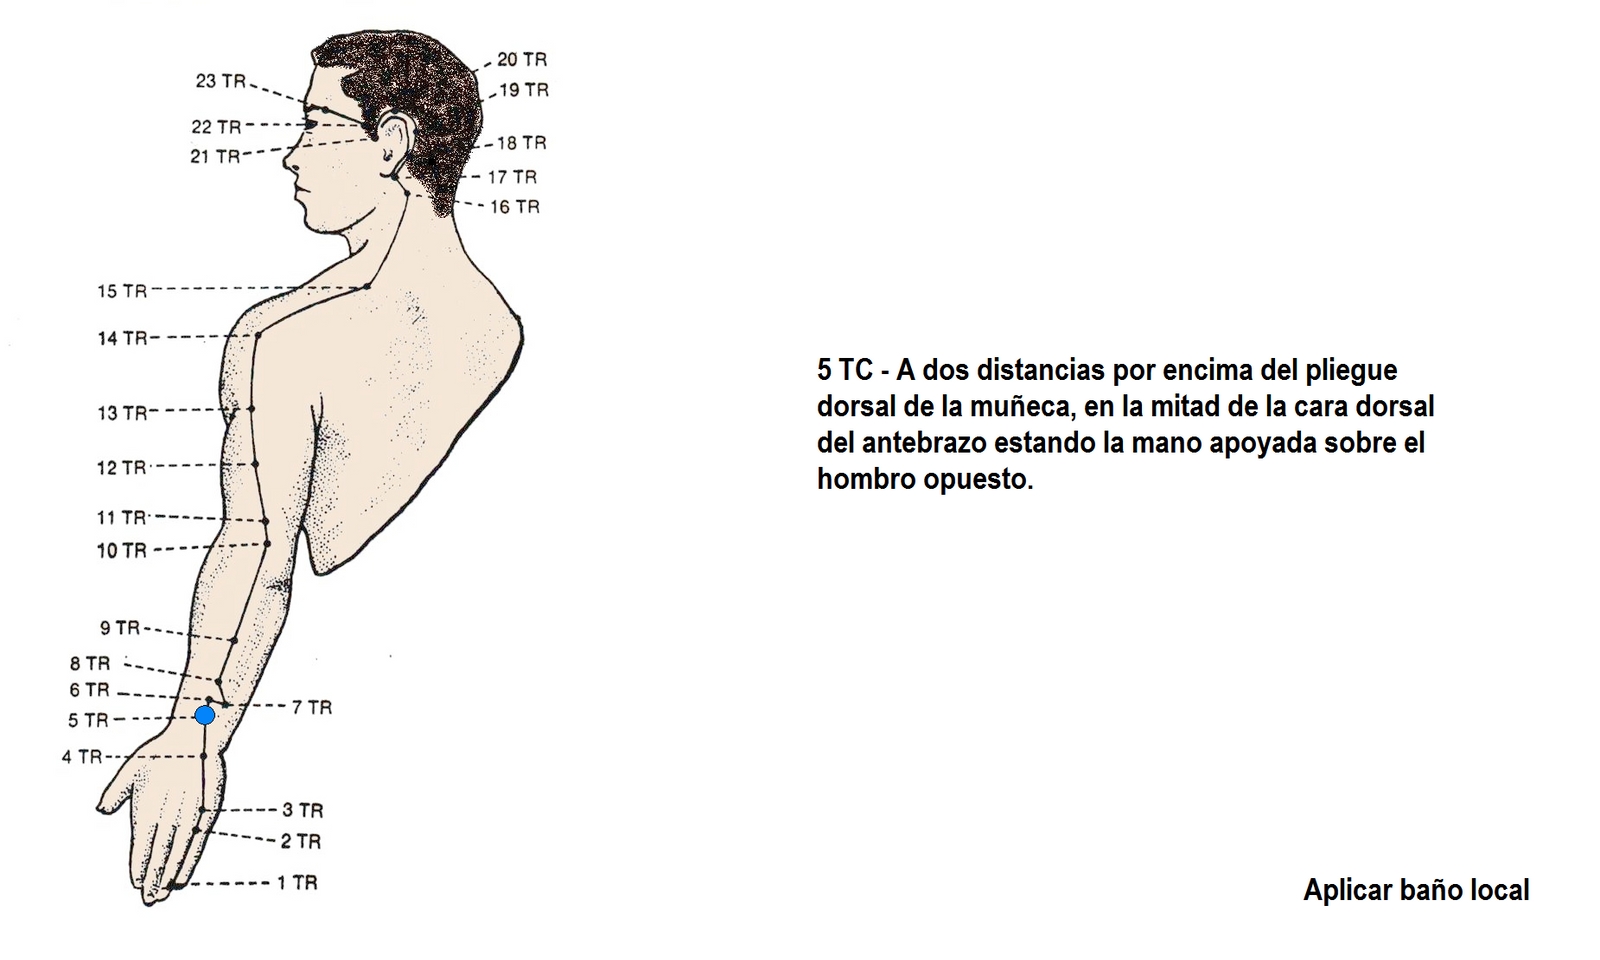 20 TR
23 TR
19 TR
22 TR
18 TR
21 TR
17 TR
16 TR
15 TR
14 TR
13 TR
12 TR
11 TR
10 TR
9 TR
8 TR
6 TR
7 TR
5 TR
4 TR
3 TR
2 TR
1 TR
5 TC - A dos distancias por encima del pliegue
dorsal de la muñeca, en la mitad de la cara dorsal
del antebrazo estando la mano apoyada sobre el
hombro opuesto.
Aplicar baño local